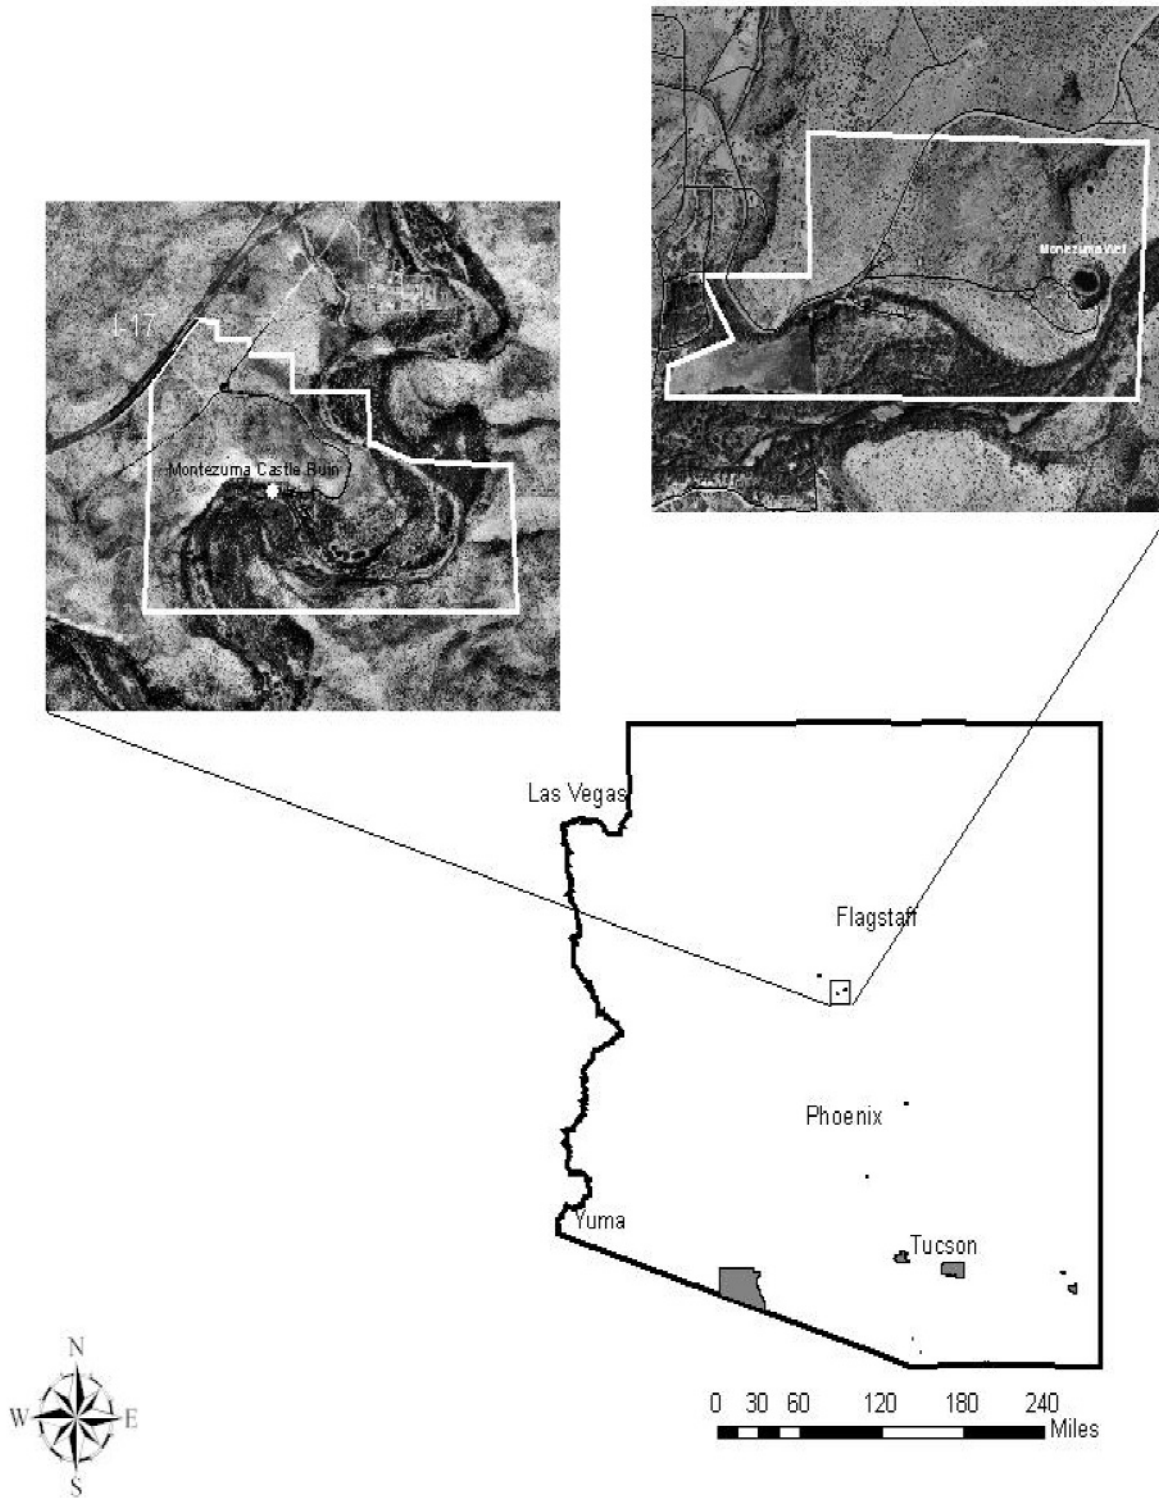 Montezuma Well
I-17
Montezuma Castle Ruin
Las Vegas
Flagstaff
Phoenix
Yuma
Tucson
N
W E
S
0 30 60 120 180 240
Miles